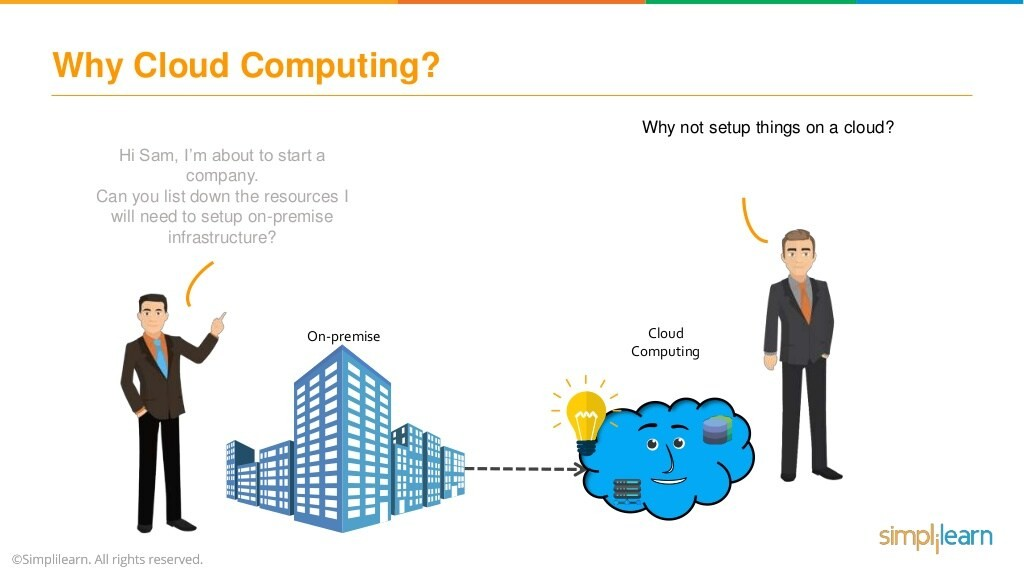 Why Cloud Computing?
Why not setup things on a cloud?
Hi Sam, I’m about to start a
company.
Can you list down the resources I
will need to setup on-premise
infrastructure?
On-premise
Cloud
Computing
simplilearn
©Simplilearn. All rights reserved.